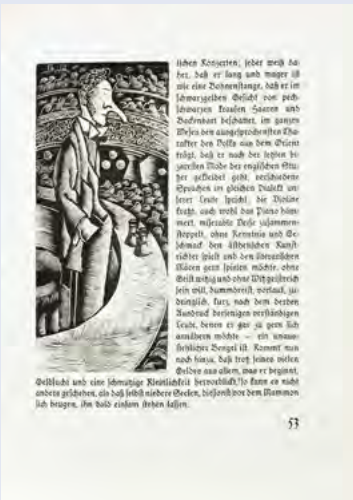 lichen Konzerten; jeder weiß da-
her, daß er lang und mager ist
wie eine Bohnenstange, daß er im
schwarzgelben Gesicht von pech-
schwarzen krausen Haaren und
Backenbart beschattet, im ganzen
Wesen den ausgesprochensten Cha-
rakter des Volks aus dem Orient
trägt, daß er nach der letzten bi-
zarrsten Mode der englischen Stu-
tzer gekleidet geht, verschiedene
Sprachen im gleichen Dialekt un-
serer Leute spricht, die Violine
kratzt, auch wohl das Piano häm-
mert, miserable Verse zusammen-
stoppelt, ohne Kenntnis und Ge-
schmack den ästhetischen Kunst-
richter spielt und den literarischen
Mäcen gern spielen möchte, ohne
Geist witzig und ohne Witz geistreich
sein will, dummdreist, vorlaut, zu-
dringlich, kurz, nach dem derben
Ausdruck derjenigen verständigen
Leute, denen er gar zu gern sich
annähern möchte – ein unaus-
stehlicher Bengel ist. Kommt nun
noch hinzu, daß trotz seines vielen
Geldes aus allem, was er beginnt,
Geldsucht und eine schmutzige Kleinlichkeit hervorblickt, so kann es nicht
anders geschehen, als daß selbst niedere Seelen, die sonst vor dem Mammon
sich beugen, ihn bald einsam stehen lassen.
53